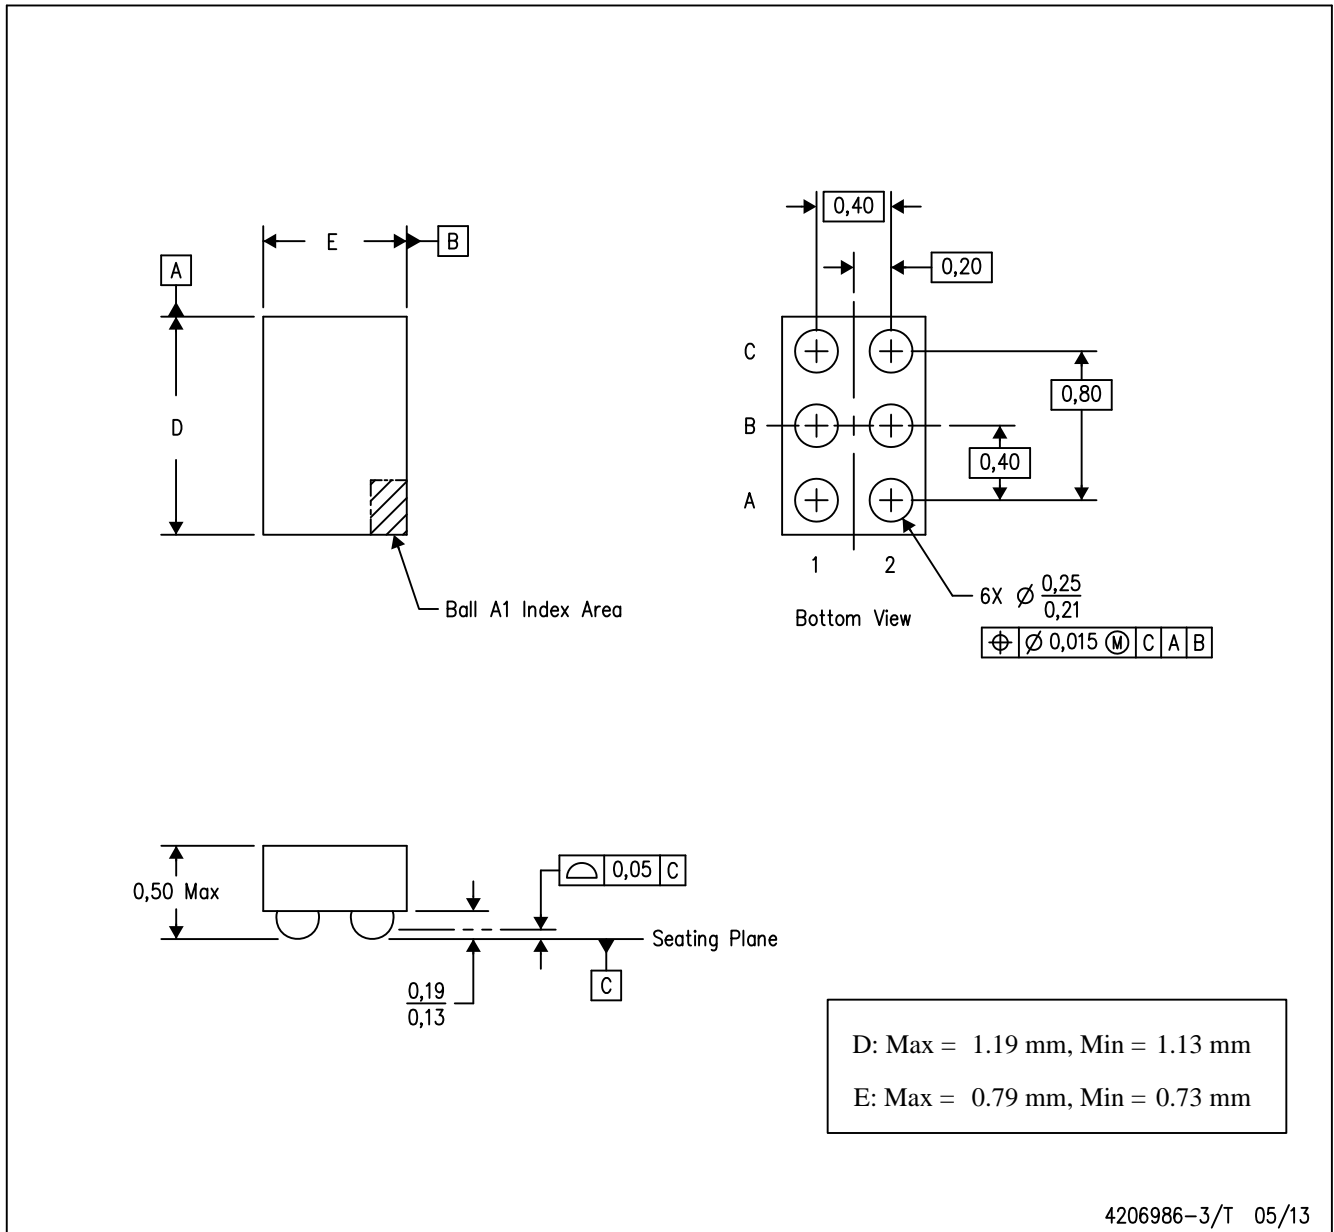 0,40
E
B
A
0,20
C
0,80
D
B
0,40
A
1
2
6X Ø 0,25
0,21
Ball A1 Index Area
Bottom View
⌖ Ø 0,015 Ⓜ C A B
⌓ 0,05 C
0,50 Max
Seating Plane
C
0,19
0,13
D: Max = 1.19 mm, Min = 1.13 mm
E: Max = 0.79 mm, Min = 0.73 mm
4206986-3/T 05/13